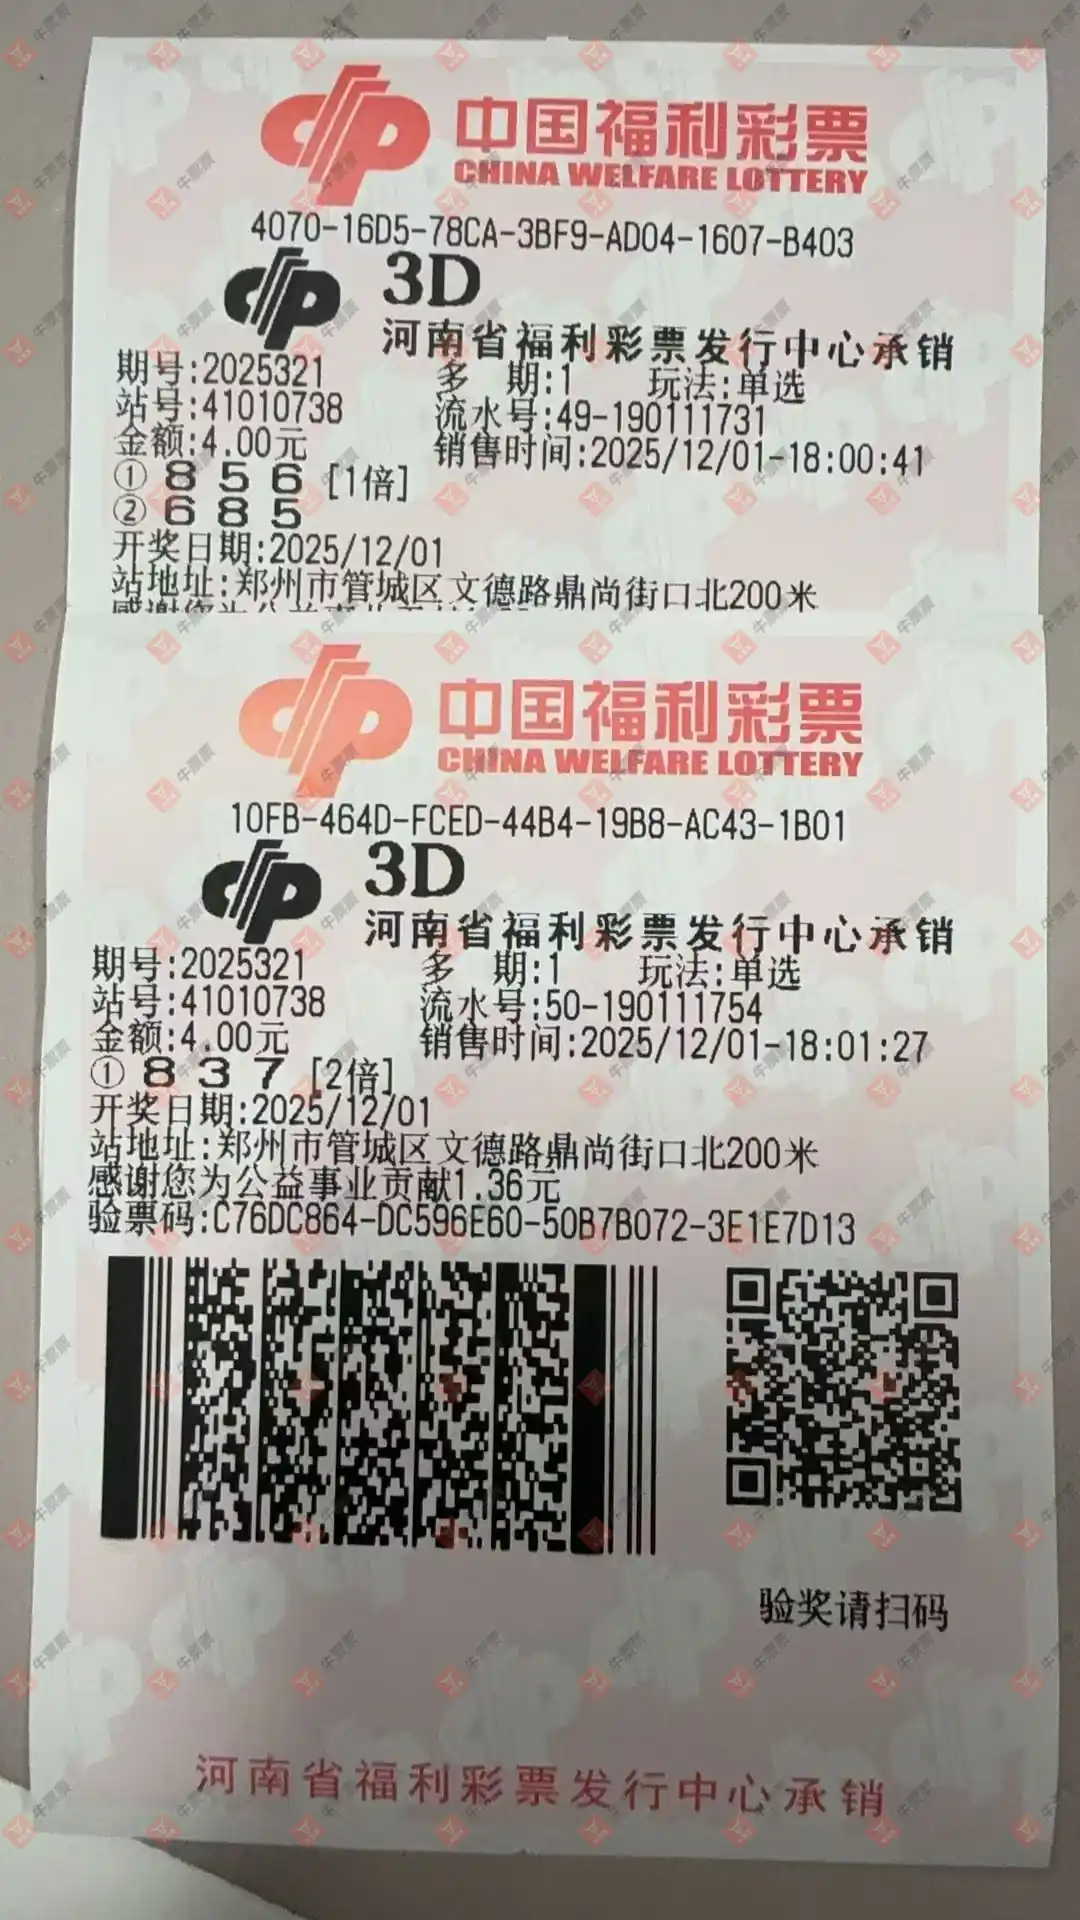 中国福利彩票
CHINA WELFARE LOTTERY
4070-16D5-78CA-3BF9-AD04-1607-B403
3D
河南省福利彩票发行中心承销
期号:2025321 多 期:1 玩法:单选
站号:41010738 流水号:49-190111731
金额:4.00元 销售时间:2025/12/01-18:00:41
① 8 5 6 [1倍]
② 6 8 5
开奖日期:2025/12/01
站地址:郑州市管城区文德路鼎尚街口北200米
中国福利彩票
CHINA WELFARE LOTTERY
10FB-464D-FCED-44B4-19B8-AC43-1B01
3D
河南省福利彩票发行中心承销
期号:2025321 多 期:1 玩法:单选
站号:41010738 流水号:50-190111754
金额:4.00元 销售时间:2025/12/01-18:01:27
① 8 3 7 [2倍]
开奖日期:2025/12/01
站地址:郑州市管城区文德路鼎尚街口北200米
感谢您为公益事业贡献1.36元
验票码:C76DC864-DC596E60-50B7B072-3E1E7D13
验奖请扫码
河南省福利彩票发行中心承销